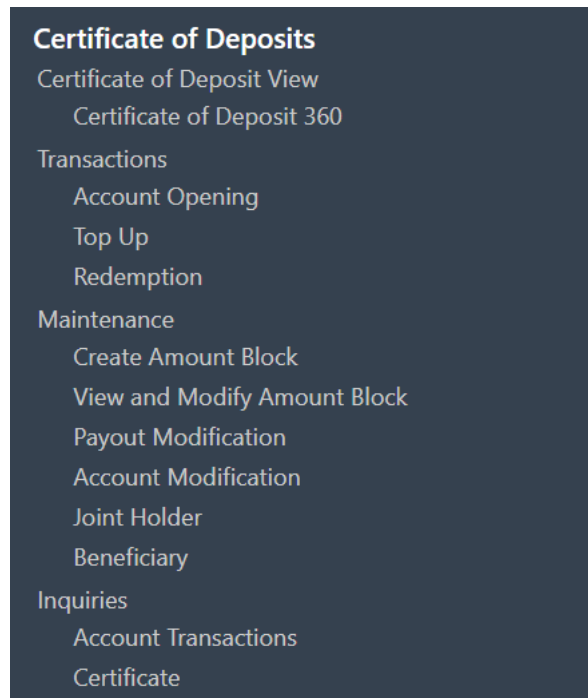 Certificate of Deposits
Certificate of Deposit View
Certificate of Deposit 360
Transactions
Account Opening
Top Up
Redemption
Maintenance
Create Amount Block
View and Modify Amount Block
Payout Modification
Account Modification
Joint Holder
Beneficiary
Inquiries
Account Transactions
Certificate